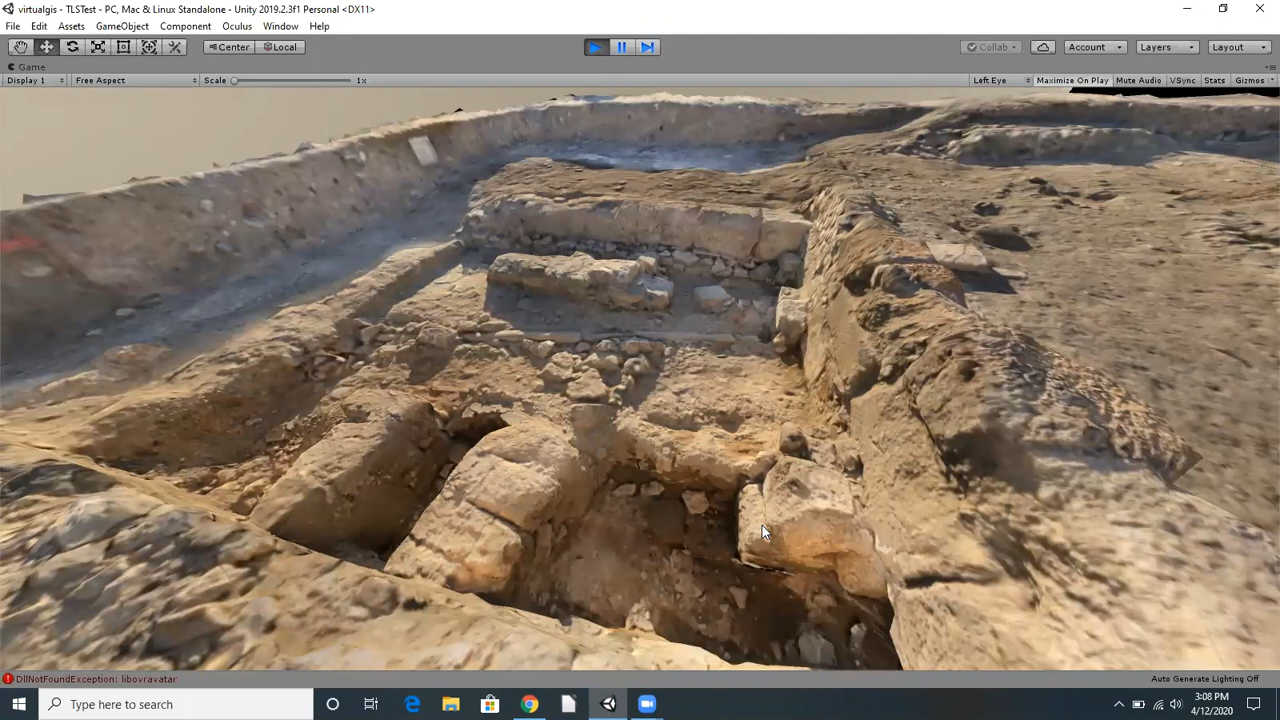 virtualgis - TLSTest - PC, Mac & Linux Standalone - Unity 2019.2.3f1 Personal <DX11>
File Edit Assets GameObject Component Oculus Window Help
Center Local Collab Account Layers Layout
Game
Display 1 Free Aspect Scale 1x Left Eye Maximize On Play Mute Audio VSync Stats Gizmos
DllNotFoundException: libovravatar Auto Generate Lighting Off
Type here to search
3:08 PM
4/12/2020